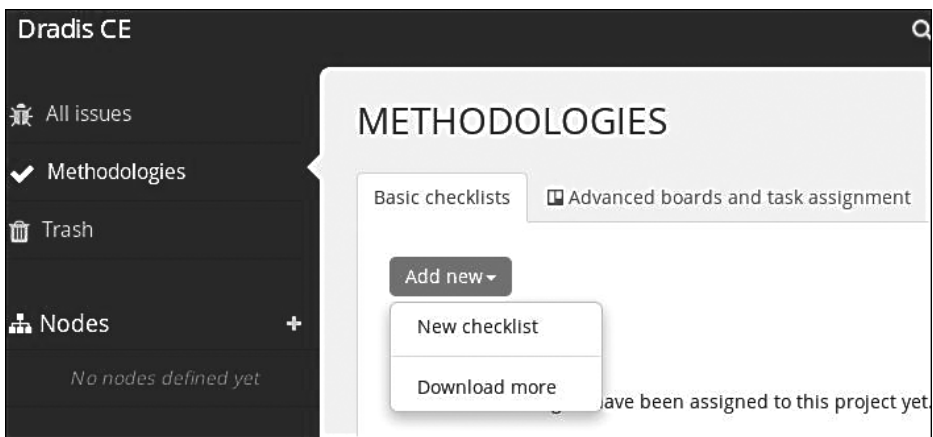 Dradis CE
All issues
Methodologies
Trash
Nodes
No nodes defined yet
METHODOLOGIES
Basic checklists
Advanced boards and task assignment
Add new
New checklist
Download more
have been assigned to this project yet.